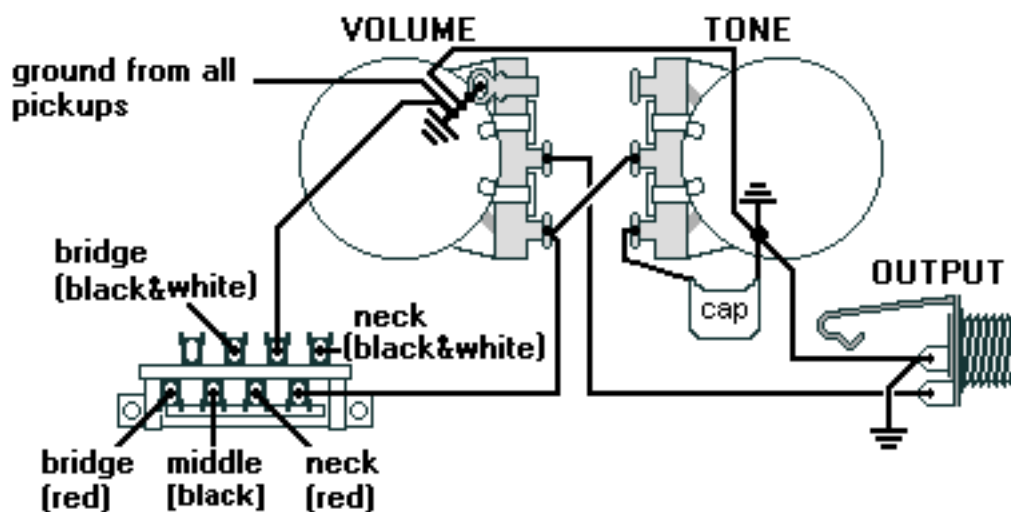 VOLUME
TONE
ground from all
pickups
bridge
(black&white)
neck
(black&white)
OUTPUT
cap
bridge
(red)
middle
[black]
neck
(red)